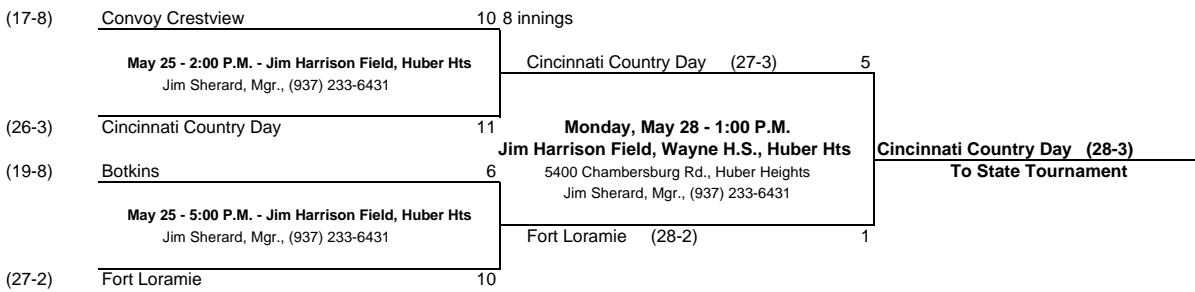 (17-8) Convoy Crestview 10 8 innings
May 25 - 2:00 P.M. - Jim Harrison Field, Huber Hts
Jim Sherard, Mgr., (937) 233-6431
Cincinnati Country Day (27-3) 5
(26-3) Cincinnati Country Day 11
Monday, May 28 - 1:00 P.M.
Jim Harrison Field, Wayne H.S., Huber Hts
5400 Chambersburg Rd., Huber Heights
Jim Sherard, Mgr., (937) 233-6431
Cincinnati Country Day (28-3)
To State Tournament
(19-8) Botkins 6
May 25 - 5:00 P.M. - Jim Harrison Field, Huber Hts
Jim Sherard, Mgr., (937) 233-6431
Fort Loramie (28-2) 1
(27-2) Fort Loramie 10